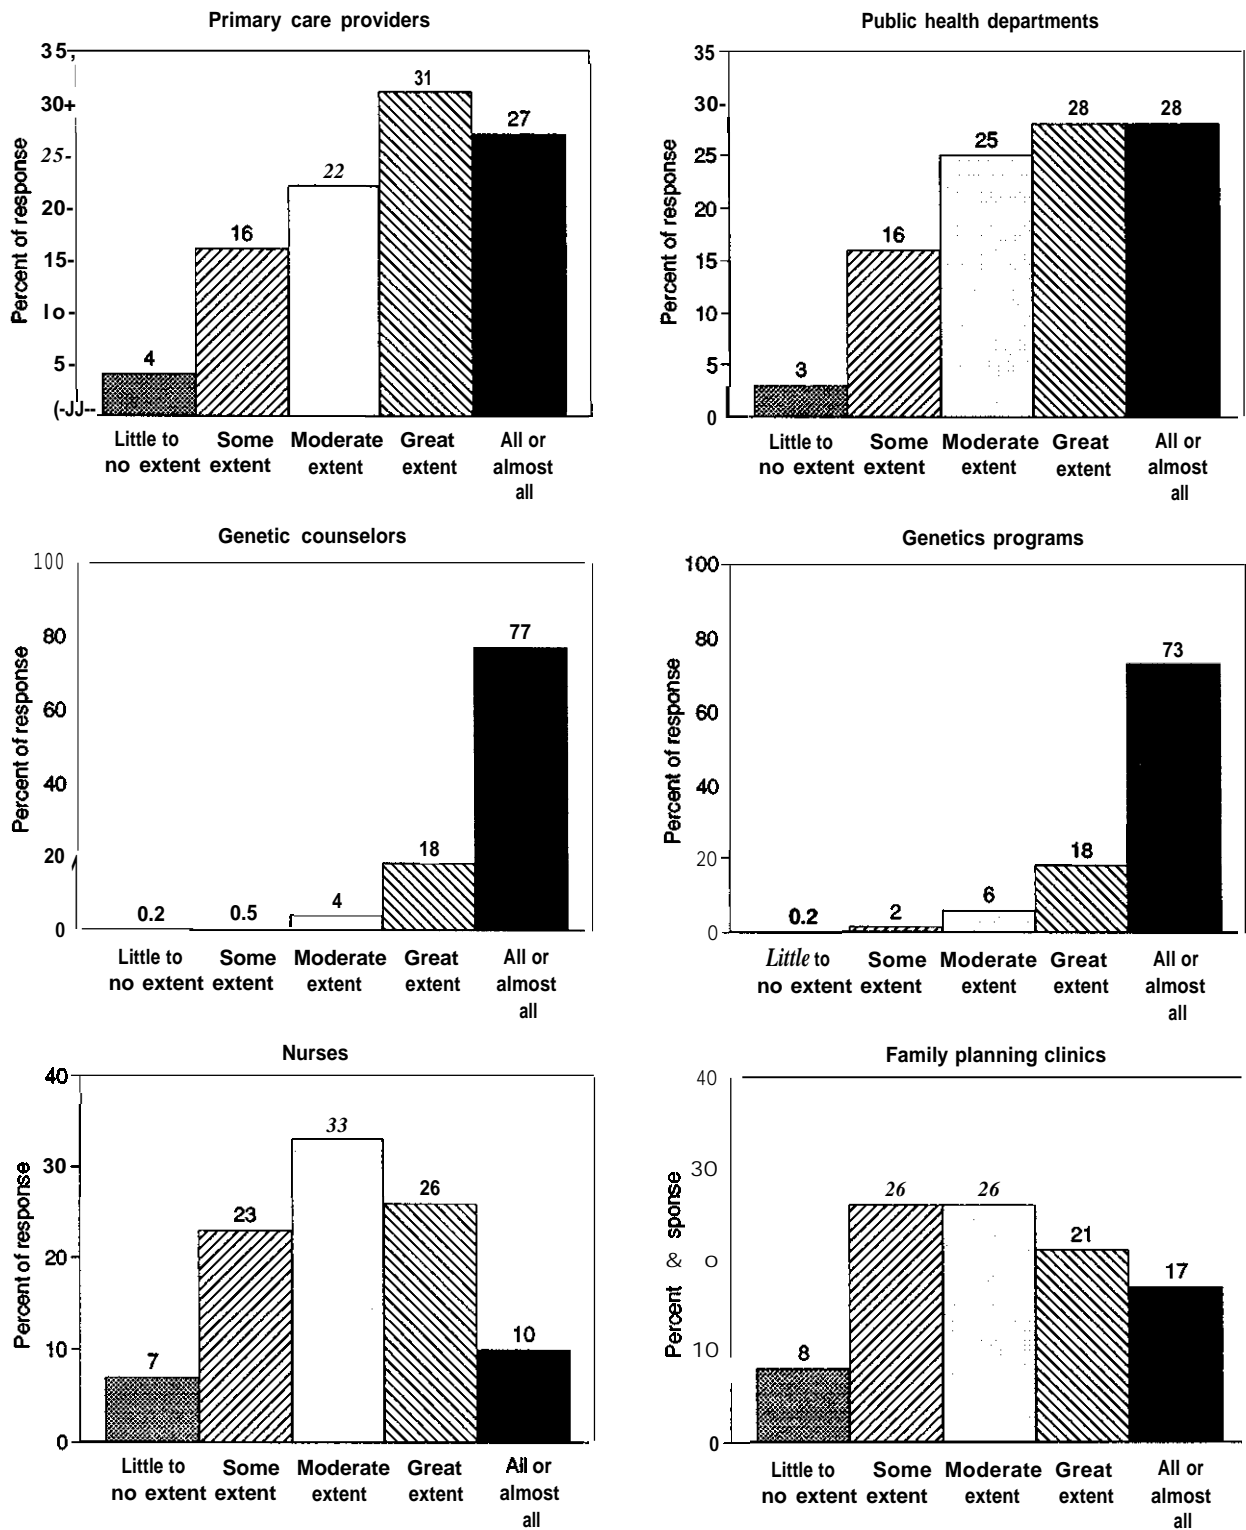 Primary care providers
35,
30+
25-
20-
15-
Io-
5-
(-JJ--
Percent of response
4
16
22
31
27
Little to Some Moderate Great All or
no extent extent extent extent almost
all
Public health departments
35
30-
25
20
15
10
5
0
Percent of response
3
16
25
28
28
Little to Some Moderate Great All or
no extent extent extent extent almost
all
Genetic counselors
100
80
60
40
20
0
Percent of response
0.2
0.5
4
18
77
Little to Some Moderate Great All or
no extent extent extent extent almost
all
Genetics programs
100
80
60
40
20
0
Percent of response
0.2
2
6
18
73
Little to Some Moderate Great All or
no extent extent extent extent almost
all
Nurses
40
30
20
10
0
Percent of response
7
23
33
26
10
Little to Some Moderate Great All or
no extent extent extent extent almost
all
Family planning clinics
40
30
o
10
0
Percent & sponse
8
26
26
21
17
Little to Some Moderate Great All or
no extent extent extent extent almost
all